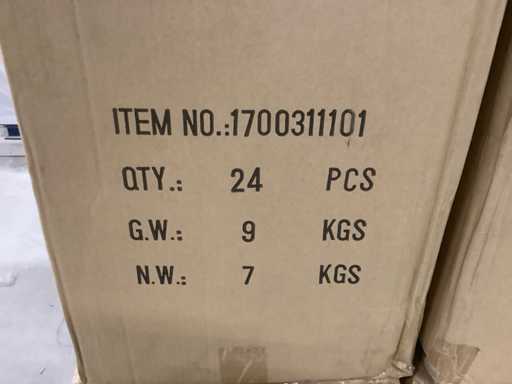 ITEM NO.:1700311101
QTY.: 24 PCS
G.W.: 9 KGS
N.W.: 7 KGS